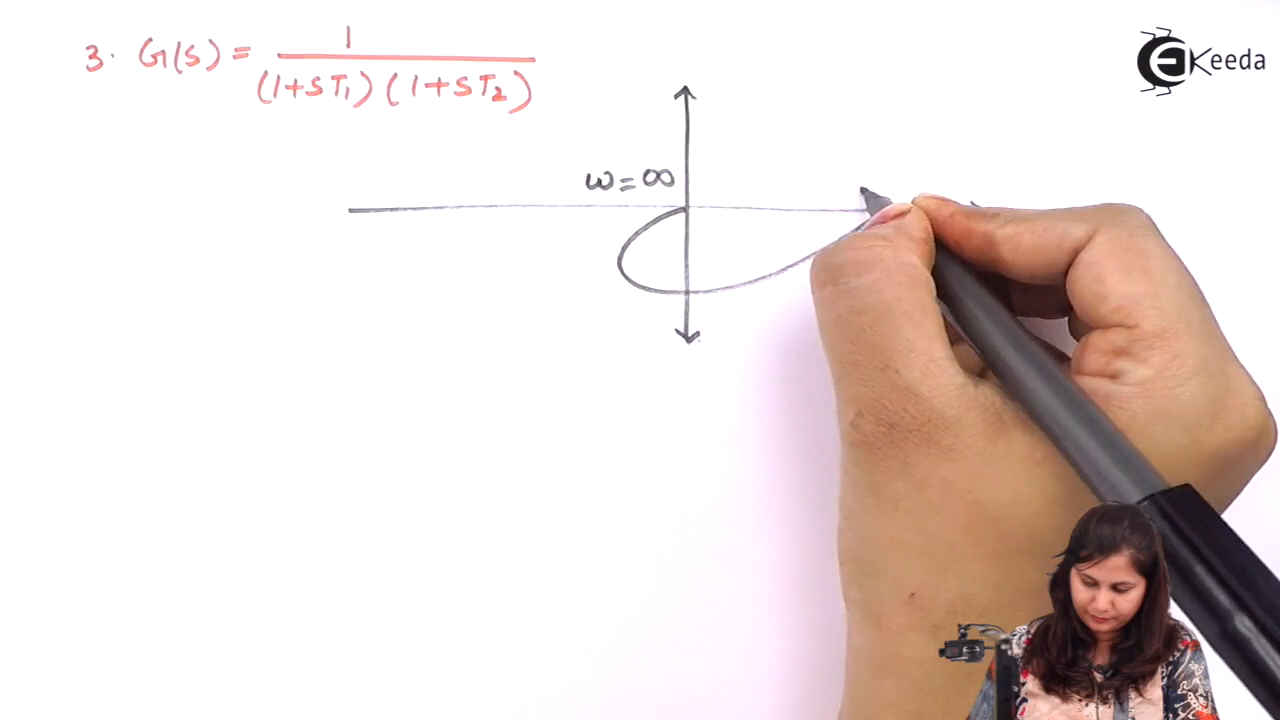 3. G(s) = 1
(1+ST₁) (1+ST₂)
ω = ∞
Keeda